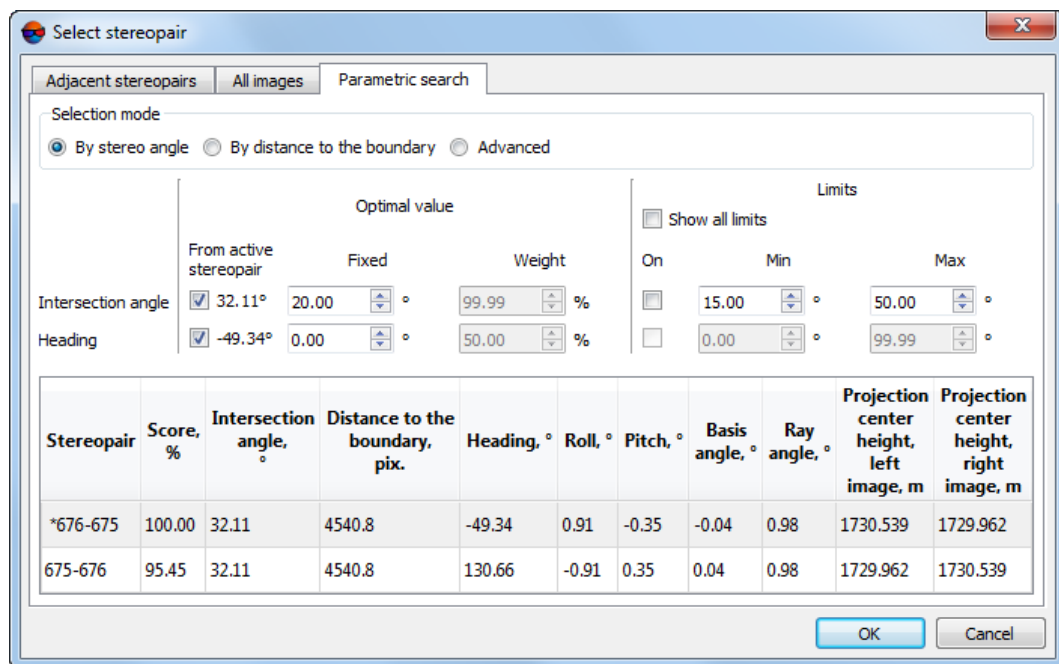 Select stereopair
Adjacent stereopairs All images Parametric search
Selection mode
By stereo angle By distance to the boundary Advanced
Optimal value Limits
Show all limits
From active stereopair Fixed Weight On Min Max
Intersection angle 32.11° 20.00 ° 99.99 % 15.00 ° 50.00 °
Heading -49.34° 0.00 ° 50.00 % 0.00 ° 99.99 °
Stereopair Score, % Intersection angle, ° Distance to the boundary, pix. Heading, ° Roll, ° Pitch, ° Basis angle, ° Ray angle, ° Projection center height, left image, m Projection center height, right image, m
*676-675 100.00 32.11 4540.8 -49.34 0.91 -0.35 -0.04 0.98 1730.539 1729.962
675-676 95.45 32.11 4540.8 130.66 -0.91 0.35 0.04 0.98 1729.962 1730.539
OK Cancel